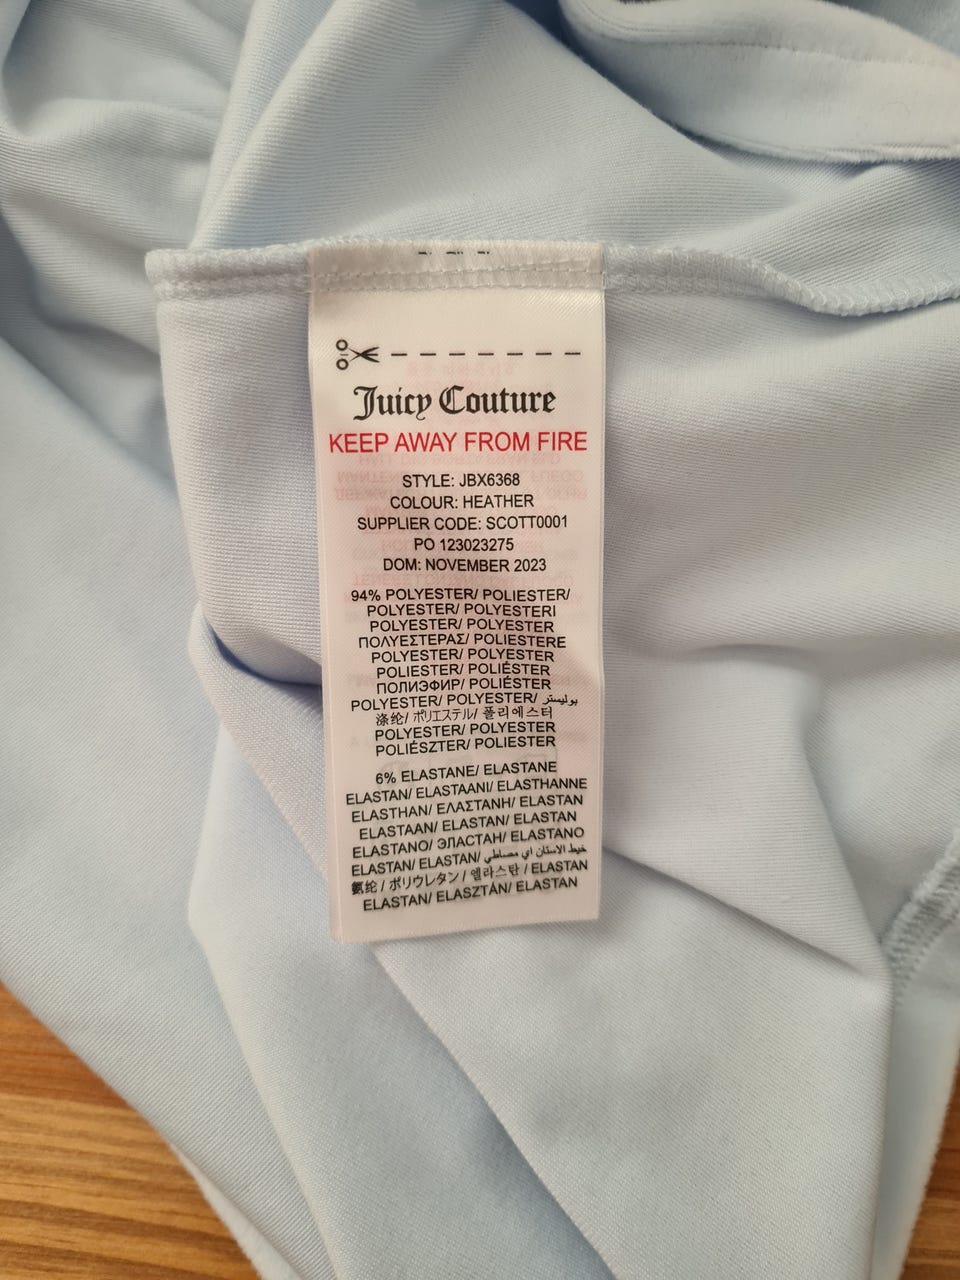 Juicy Couture
KEEP AWAY FROM FIRE
STYLE: JBX6368
COLOUR: HEATHER
SUPPLIER CODE: SCOTT0001
PO 123023275
DOM: NOVEMBER 2023
94% POLYESTER/ POLIESTER/
POLYESTER/ POLYESTERI
POLYESTER/ POLYESTER
ΠΟΛΥΕΣΤΕΡΑΣ/ POLIESTERE
POLYESTER/ POLYESTER
POLIESTER/ POLIÉSTER
ПОЛИЭФИР/ POLIÉSTER
POLYESTER/ POLYESTER/ بوليستر
涤纶/ ポリエステル/ 폴리에스터
POLYESTER/ POLYESTER
POLIÉSZTER/ POLIESTER
6% ELASTANE/ ELASTANE
ELASTAN/ ELASTAANI/ ELASTHANNE
ELASTHAN/ ΕΛΑΣΤΑΝΗ/ ELASTAN
ELASTAAN/ ELASTAN/ ELASTAN
ELASTANO/ ЭЛАСТАН/ ELASTANO
ELASTAN/ ELASTAN/ خيط الاستان اي مصاطي
氨纶 / ポリウレタン / 엘라스탄 / ELASTAN
ELASTAN/ ELASZTÁN/ ELASTAN